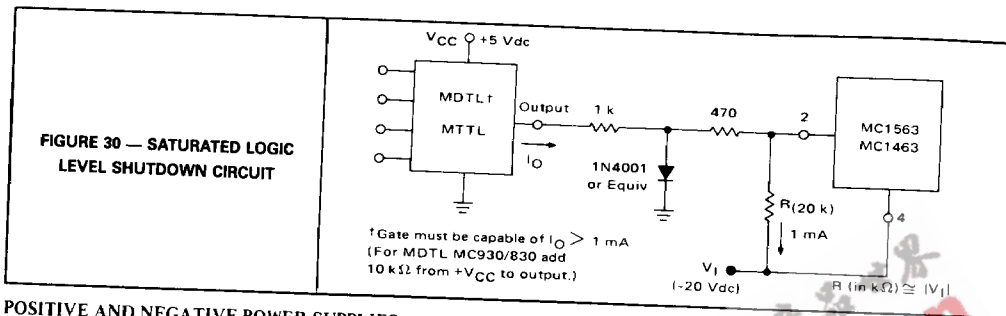 FIGURE 30 — SATURATED LOGIC
LEVEL SHUTDOWN CIRCUIT
VCC +5 Vdc
MDTL†
MTTL
Output
IO
1 k
470
2
MC1563
MC1463
1N4001
or Equiv
R(20 k)
4
1 mA
†Gate must be capable of IO > 1 mA
(For MDTL MC930/830 add
10 kΩ from +VCC to output.)
VI
(-20 Vdc)
R (in kΩ) ≅ |VI|
POSITIVE AND NEGATIVE POWER SUPPLIES